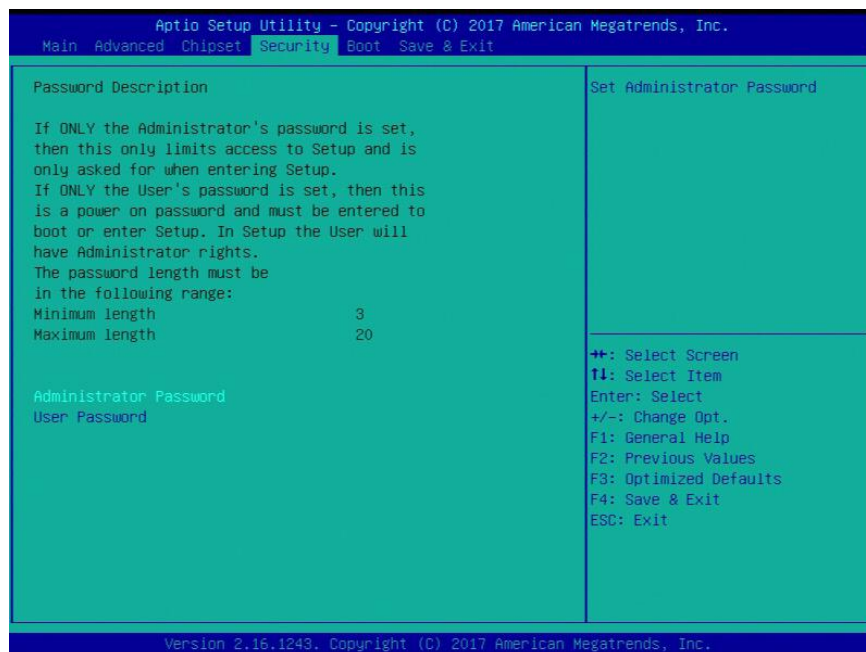 Aptio Setup Utility – Copyright (C) 2017 American Megatrends, Inc.
Main Advanced Chipset Security Boot Save & Exit
Password Description
If ONLY the Administrator's password is set,
then this only limits access to Setup and is
only asked for when entering Setup.
If ONLY the User's password is set, then this
is a power on password and must be entered to
boot or enter Setup. In Setup the User will
have Administrator rights.
The password length must be
in the following range:
Minimum length 3
Maximum length 20
Administrator Password
User Password
Set Administrator Password
→←: Select Screen
↑↓: Select Item
Enter: Select
+/-: Change Opt.
F1: General Help
F2: Previous Values
F3: Optimized Defaults
F4: Save & Exit
ESC: Exit
Version 2.16.1243. Copyright (C) 2017 American Megatrends, Inc.